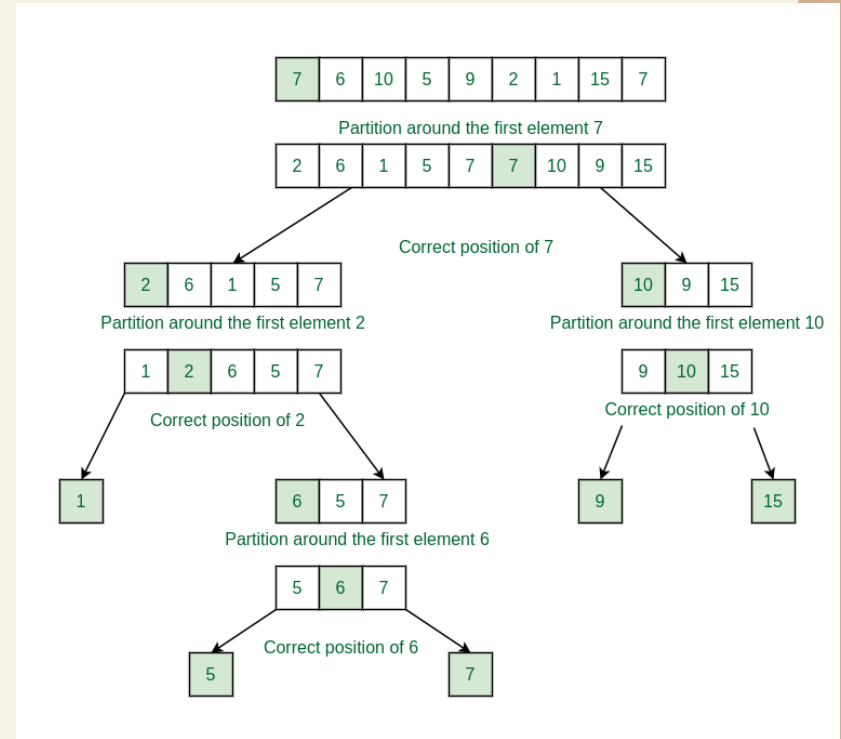 7 6 10 5 9 2 1 15 7
Partition around the first element 7
2 6 1 5 7 7 10 9 15
Correct position of 7
2 6 1 5 7
10 9 15
Partition around the first element 2
Partition around the first element 10
1 2 6 5 7
9 10 15
Correct position of 2
Correct position of 10
1
6 5 7
9
15
Partition around the first element 6
5 6 7
Correct position of 6
5
7